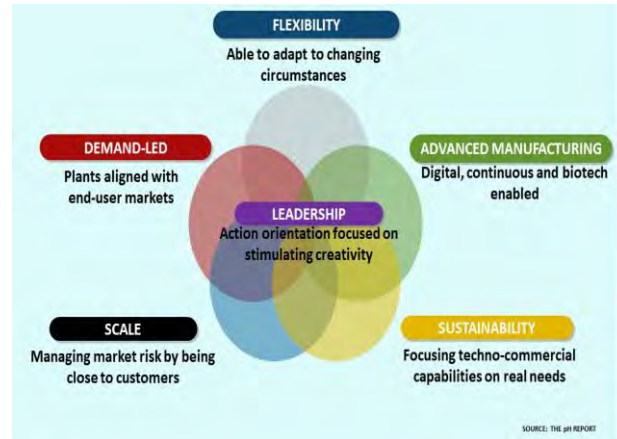 FLEXIBILITY
Able to adapt to changing
circumstances
DEMAND-LED
Plants aligned with
end-user markets
ADVANCED MANUFACTURING
Digital, continuous and biotech
enabled
LEADERSHIP
Action orientation focused on
stimulating creativity
SCALE
Managing market risk by being
close to customers
SUSTAINABILITY
Focusing techno-commercial
capabilities on real needs
SOURCE: THE pH REPORT